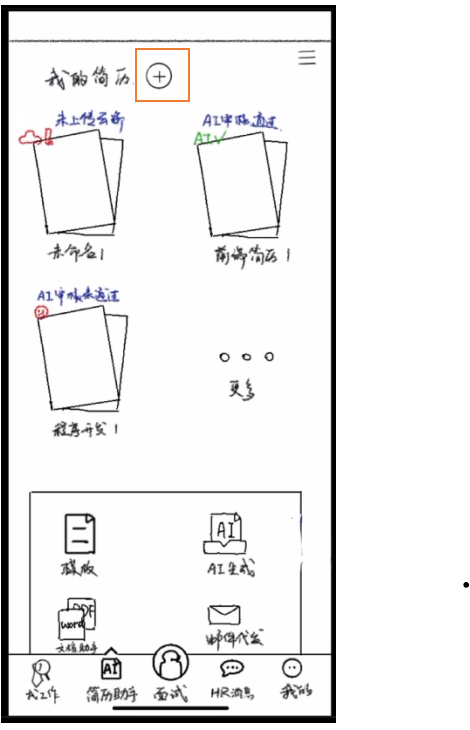 我的简历
未上传云端
AI审核通过
AI✓
未命名1
前端简历1
AI审核未通过
程序开发1
更多
模版
AI
AI生成
PDF
Word
文档助手
邮件代发
找工作
AI
简历助手
面试
HR消息
我的